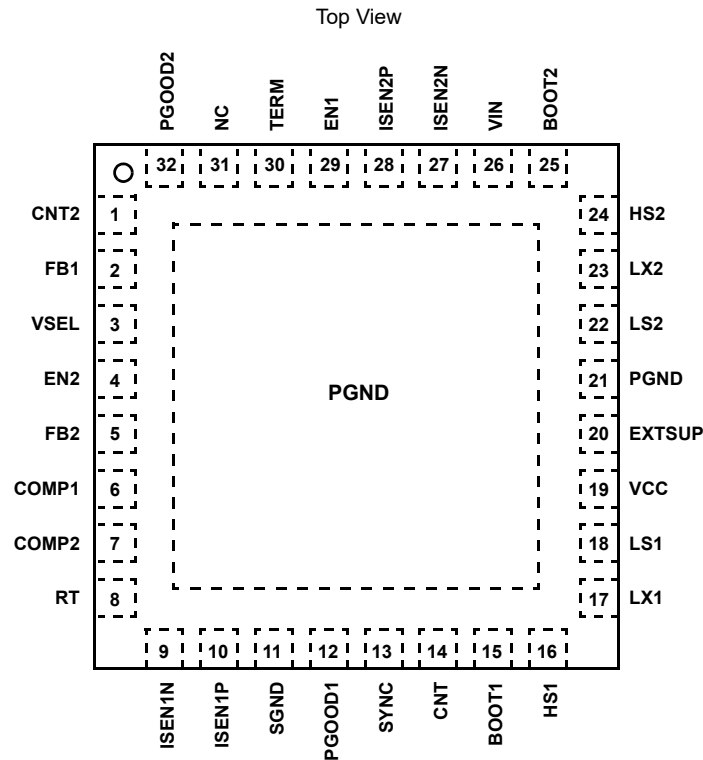 Top View
PGOOD2
NC
TERM
EN1
ISEN2P
ISEN2N
VIN
BOOT2
32 31 30 29 28 27 26 25
CNT2 1 24 HS2
FB1 2 23 LX2
VSEL 3 22 LS2
EN2 4 21 PGND
PGND
FB2 5 20 EXTSUP
COMP1 6 19 VCC
COMP2 7 18 LS1
RT 8 17 LX1
9 10 11 12 13 14 15 16
ISEN1N
ISEN1P
SGND
PGOOD1
SYNC
CNT
BOOT1
HS1